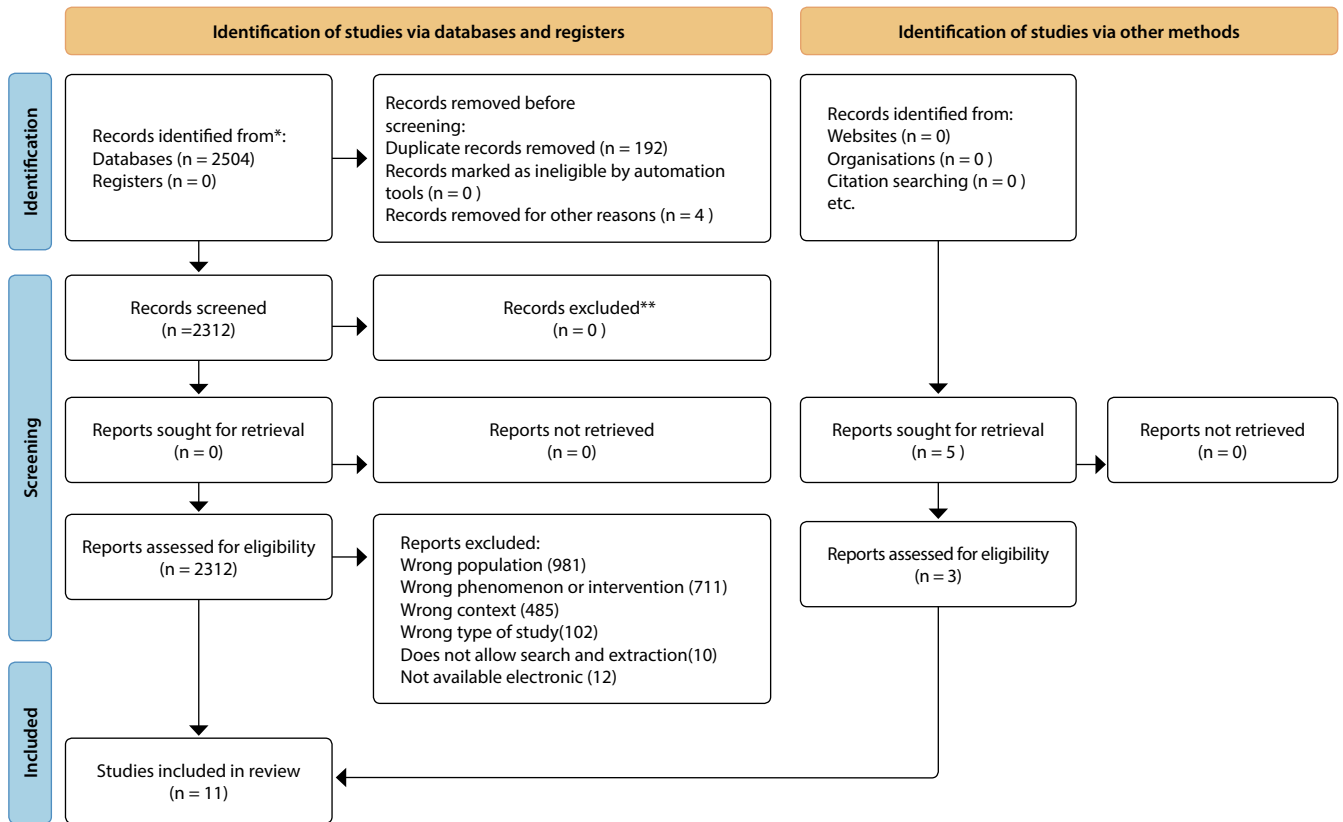 Identification of studies via databases and registers
Identification of studies via other methods
Identification
Records identified from*:
Databases (n = 2504)
Registers (n = 0)
Records removed before
screening:
Duplicate records removed (n = 192)
Records marked as ineligible by automation
tools (n = 0 )
Records removed for other reasons (n = 4 )
Records identified from:
Websites (n = 0)
Organisations (n = 0 )
Citation searching (n = 0 )
etc.
Screening
Records screened
(n =2312)
Records excluded**
(n = 0 )
Reports sought for retrieval
(n = 0)
Reports not retrieved
(n = 0)
Reports sought for retrieval
(n = 5 )
Reports not retrieved
(n = 0)
Reports assessed for eligibility
(n = 2312)
Reports excluded:
Wrong population (981)
Wrong phenomenon or intervention (711)
Wrong context (485)
Wrong type of study(102)
Does not allow search and extraction(10)
Not available electronic (12)
Reports assessed for eligibility
(n = 3)
Included
Studies included in review
(n = 11)